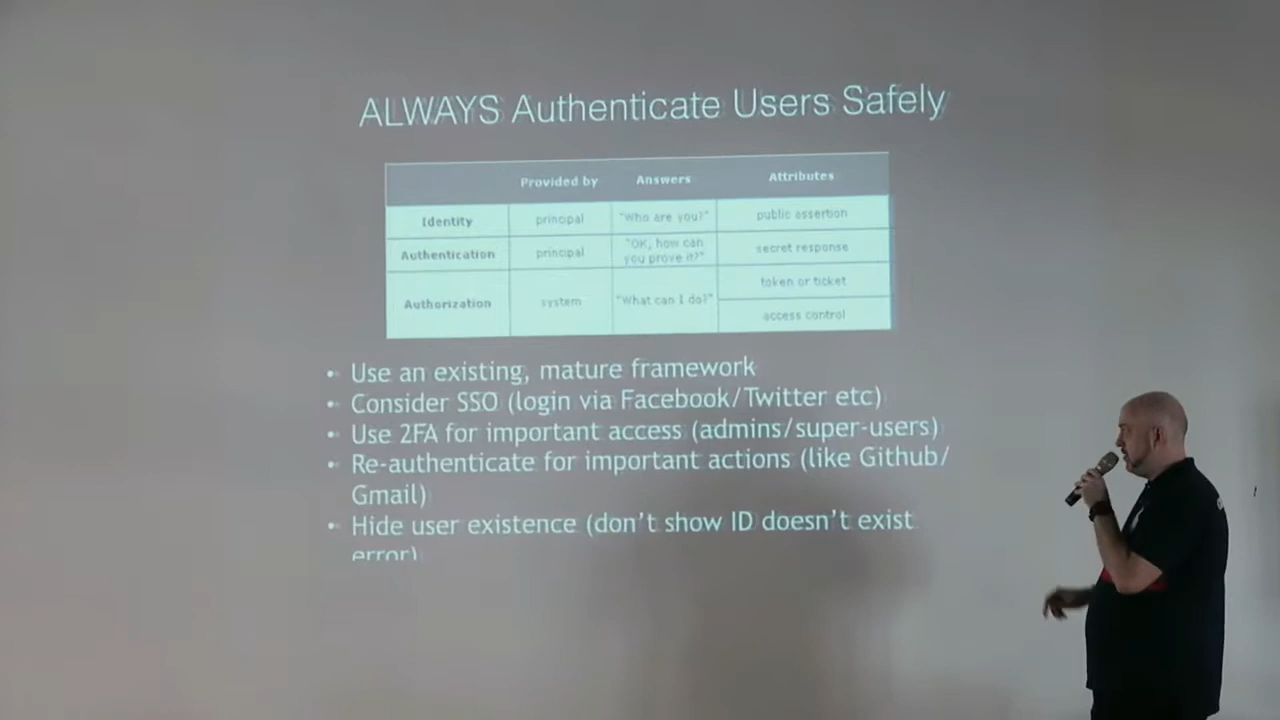 ALWAYS Authenticate Users Safely
Provided by Answers Attributes
Identity principal "Who are you?" public assertion
Authentication principal "OK, how can you prove it?" secret response
Authorization system "What can I do?" token or ticket
access control
• Use an existing, mature framework
• Consider SSO (login via Facebook/Twitter etc)
• Use 2FA for important access (admins/super-users)
• Re-authenticate for important actions (like Github/
Gmail)
• Hide user existence (don't show ID doesn't exist
error)